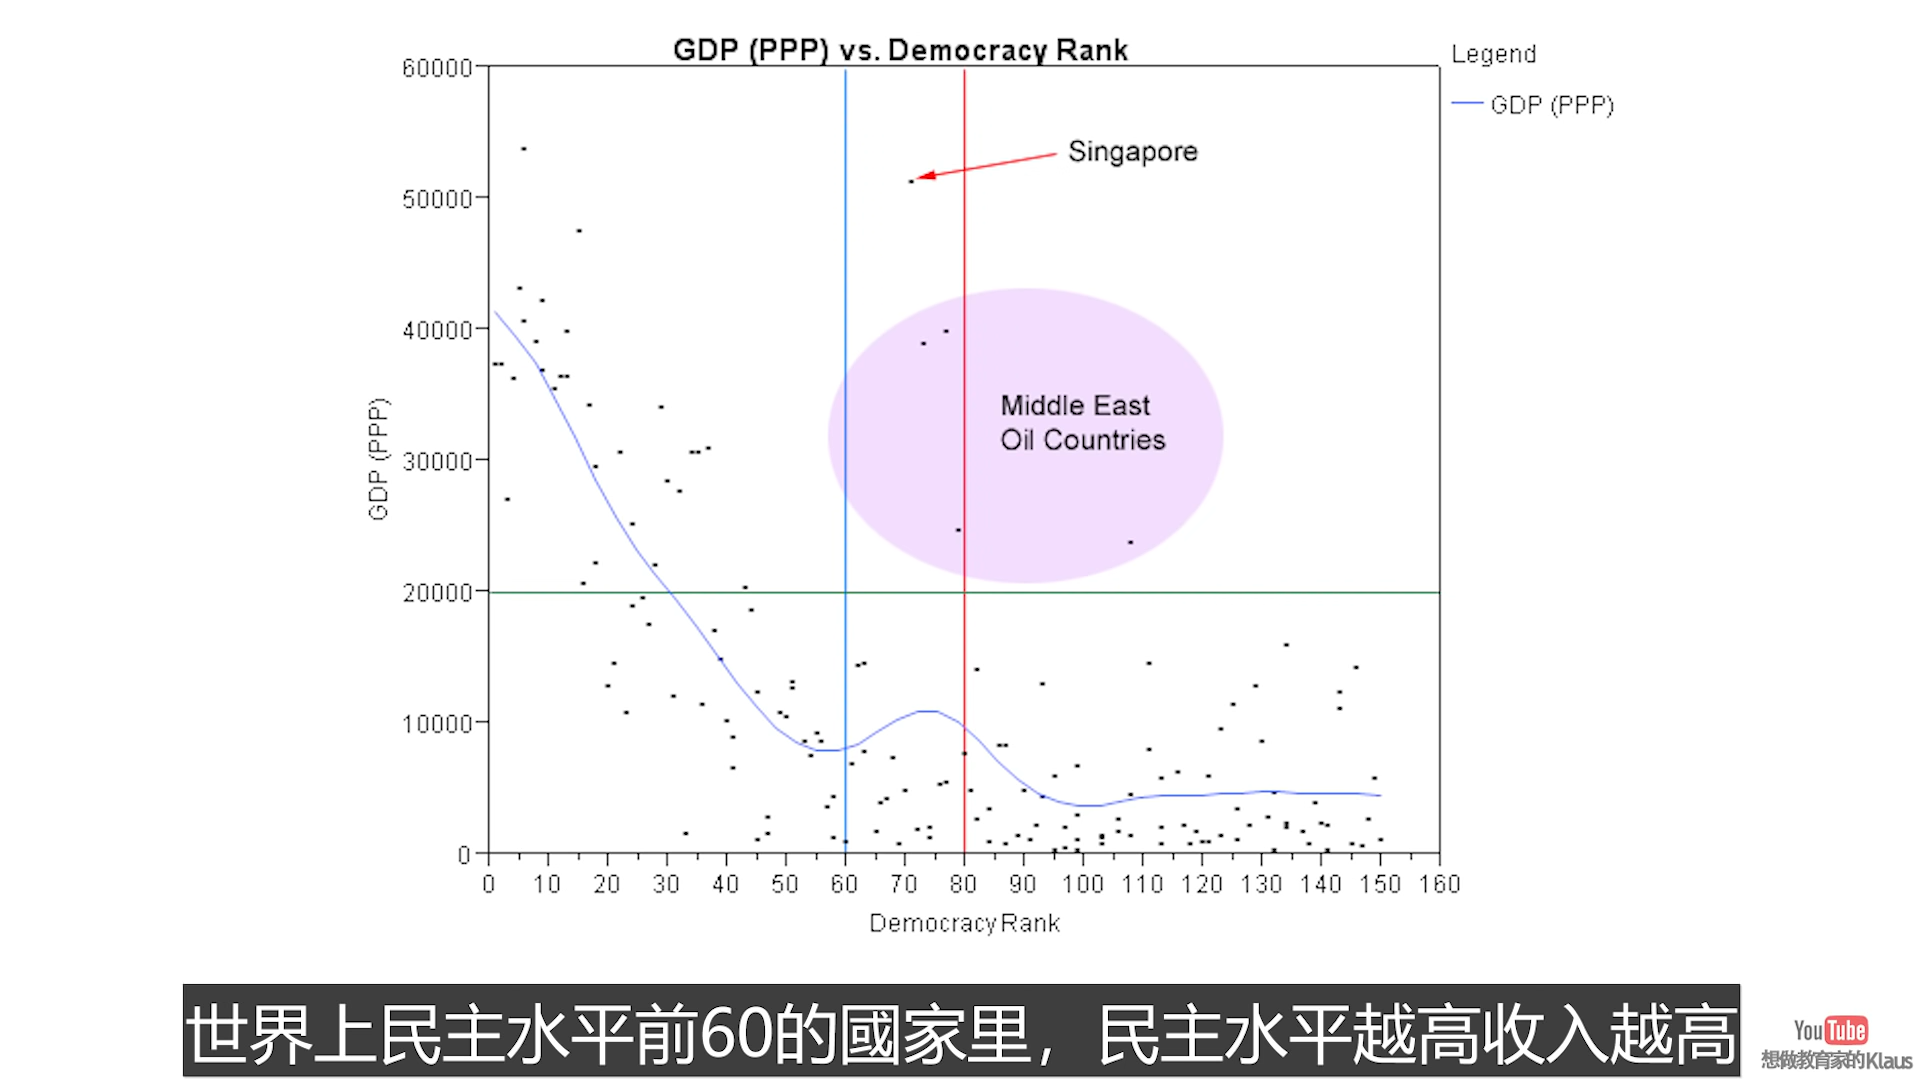 GDP (PPP) vs. Democracy Rank
Legend
GDP (PPP)
60000
50000
40000
30000
20000
10000
0
GDP (PPP)
Singapore
Middle East
Oil Countries
0 10 20 30 40 50 60 70 80 90 100 110 120 130 140 150 160
Democracy Rank
世界上民主水平前60的國家里，民主水平越高收入越高
YouTube
想做教育家的Klaus